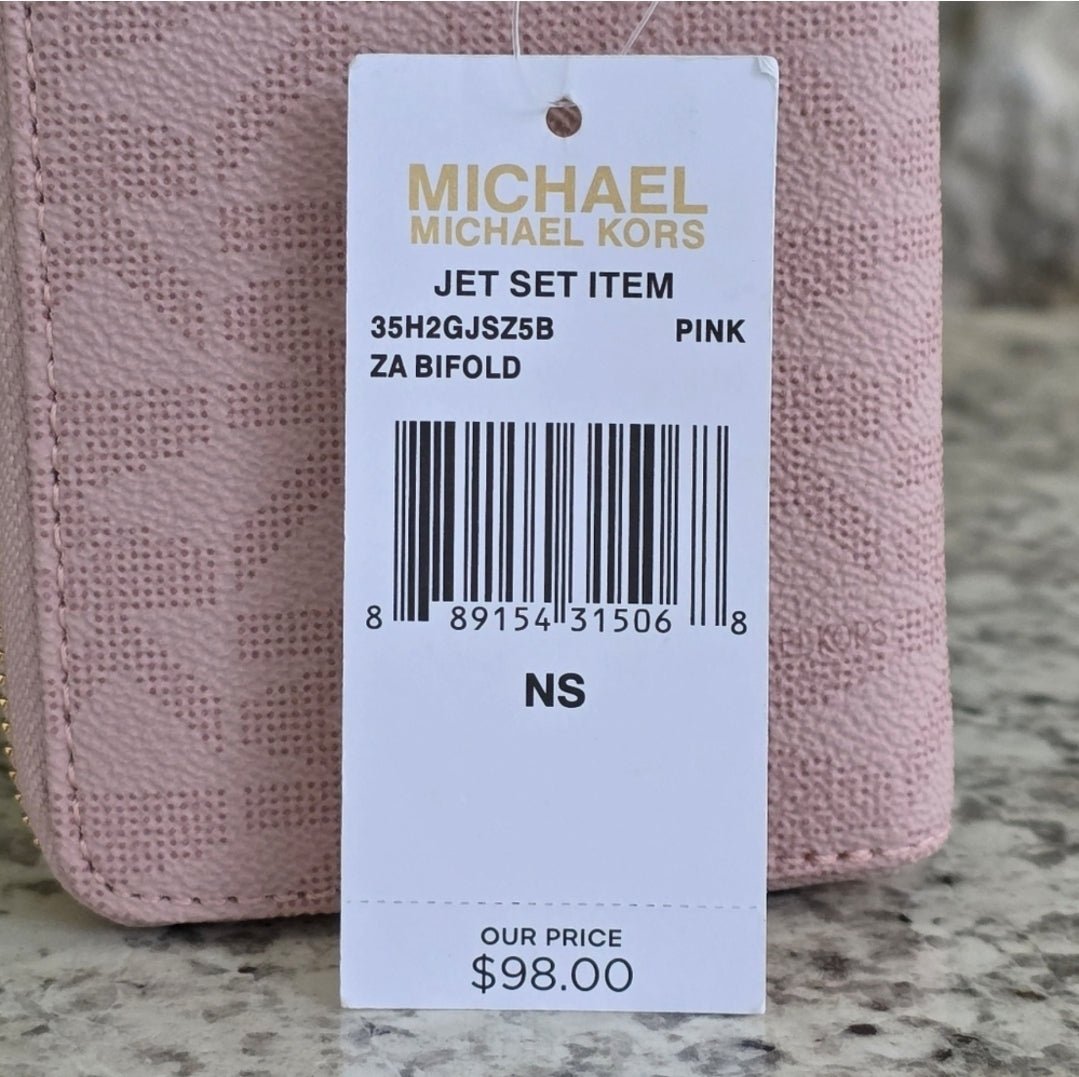 MICHAEL
MICHAEL KORS
JET SET ITEM
35H2GJSZ5B PINK
ZA BIFOLD
8 89154 31506 8
NS
OUR PRICE
$98.00
KORS